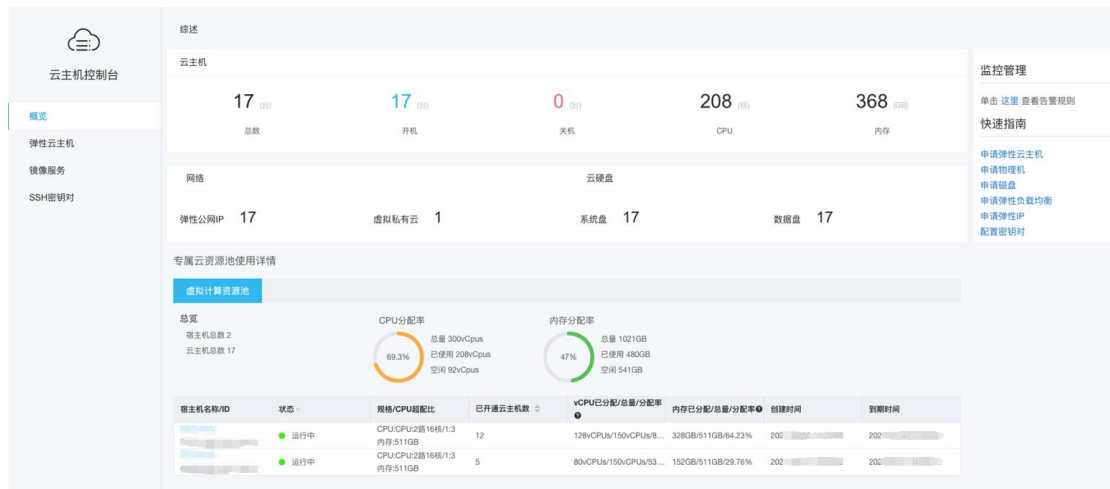 云主机控制台
概览
弹性云主机
镜像服务
SSH密钥对
综述
云主机
17 (台)
总数
17 (台)
开机
0 (台)
关机
208 (核)
CPU
368 (GB)
内存
网络
弹性公网IP 17
虚拟私有云 1
云硬盘
系统盘 17
数据盘 17
监控管理
单击 这里 查看告警规则
快速指南
申请弹性云主机
申请物理机
申请磁盘
申请弹性负载均衡
申请弹性IP
配置密钥对
专属云资源池使用详情
虚拟计算资源池
总览
宿主机总数 2
云主机总数 17
CPU分配率
69.3%
总量 300vCpus
已使用 208vCpus
空闲 92vCpus
内存分配率
47%
总量 1021GB
已使用 480GB
空闲 541GB
宿主机名称/ID 状态 规格/CPU超配比 已开通云主机数 vCPU已分配/总量/分配率 内存已分配/总量/分配率 创建时间 到期时间
运行中 CPU:CPU:2路16核/1:3 12 128vCPUs/150vCPUs/8... 328GB/511GB/64.23% 202 202
内存:511GB
运行中 CPU:CPU:2路16核/1:3 5 80vCPUs/150vCPUs/53... 152GB/511GB/29.76% 202 202
内存:511GB